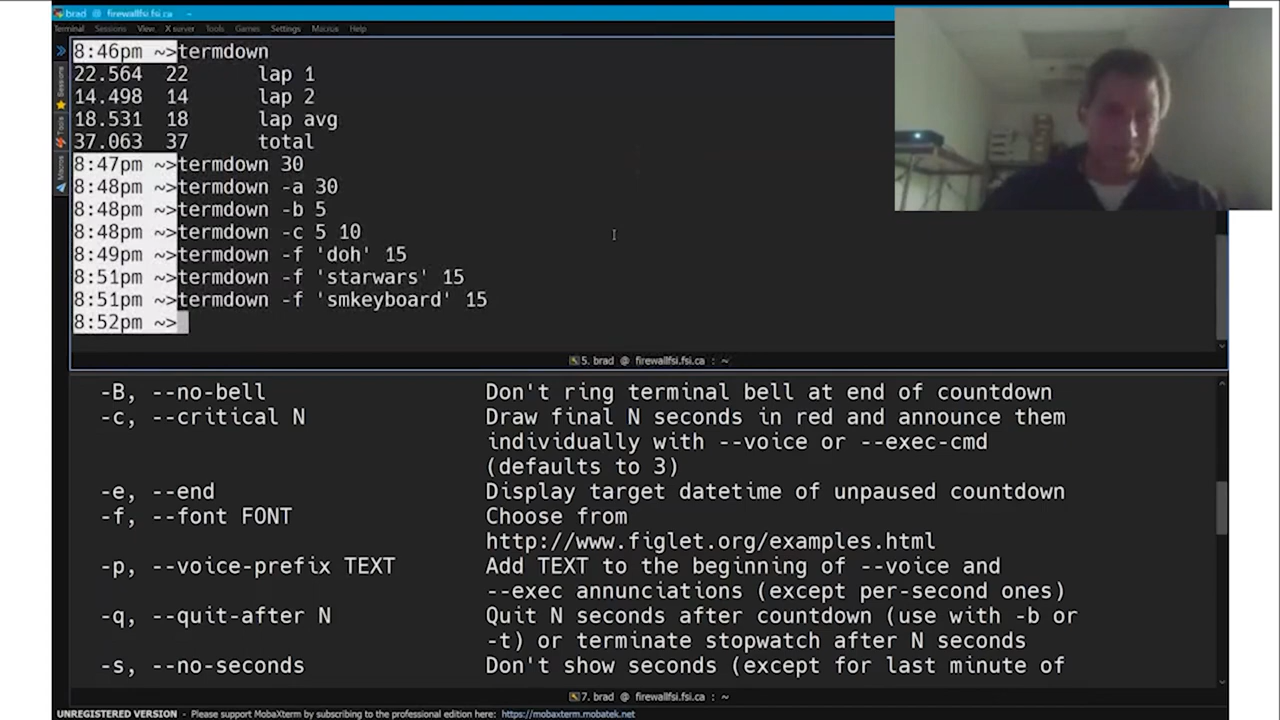 brad @ firewallfsi.fsi.ca : ~
Terminal Sessions View X server Tools Games Settings Macros Help
8:46pm ~>termdown
22.564 22 lap 1
14.498 14 lap 2
18.531 18 lap avg
37.063 37 total
8:47pm ~>termdown 30
8:48pm ~>termdown -a 30
8:48pm ~>termdown -b 5
8:48pm ~>termdown -c 5 10
8:49pm ~>termdown -f 'doh' 15
8:51pm ~>termdown -f 'starwars' 15
8:51pm ~>termdown -f 'smkeyboard' 15
8:52pm ~>
Sessions
Tools
Macros
5. brad @ firewallfsi.fsi.ca : ~
-B, --no-bell Don't ring terminal bell at end of countdown
-c, --critical N Draw final N seconds in red and announce them
individually with --voice or --exec-cmd
(defaults to 3)
-e, --end Display target datetime of unpaused countdown
-f, --font FONT Choose from
http://www.figlet.org/examples.html
-p, --voice-prefix TEXT Add TEXT to the beginning of --voice and
--exec annunciations (except per-second ones)
-q, --quit-after N Quit N seconds after countdown (use with -b or
-t) or terminate stopwatch after N seconds
-s, --no-seconds Don't show seconds (except for last minute of
7. brad @ firewallfsi.fsi.ca : ~
UNREGISTERED VERSION - Please support MobaXterm by subscribing to the professional edition here: https://mobaxterm.mobatek.net